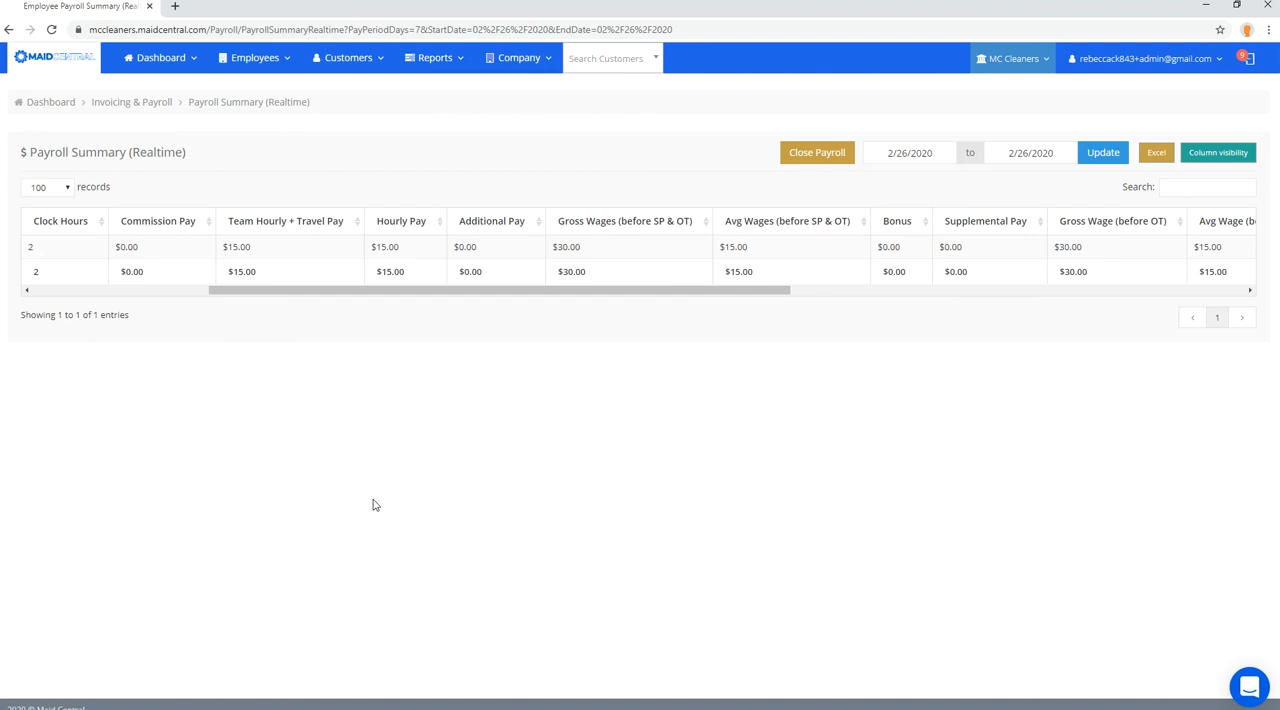 Employee Payroll Summary (Real
mccleaners.maidcentral.com/Payroll/PayrollSummaryRealtime?PayPeriodDays=7&StartDate=02%2F26%2F2020&EndDate=02%2F26%2F2020
MAIDCENTRAL Dashboard Employees Customers Reports Company Search Customers MC Cleaners rebeccack843+admin@gmail.com 9
Dashboard > Invoicing & Payroll > Payroll Summary (Realtime)
$ Payroll Summary (Realtime) Close Payroll 2/26/2020 to 2/26/2020 Update Excel Column visibility
100 records Search:
Clock Hours Commission Pay Team Hourly + Travel Pay Hourly Pay Additional Pay Gross Wages (before SP & OT) Avg Wages (before SP & OT) Bonus Supplemental Pay Gross Wage (before OT) Avg Wage (b
2 $0.00 $15.00 $15.00 $0.00 $30.00 $15.00 $0.00 $0.00 $30.00 $15.00
2 $0.00 $15.00 $15.00 $0.00 $30.00 $15.00 $0.00 $0.00 $30.00 $15.00
Showing 1 to 1 of 1 entries
‹ 1 ›
2020 © Maid Central